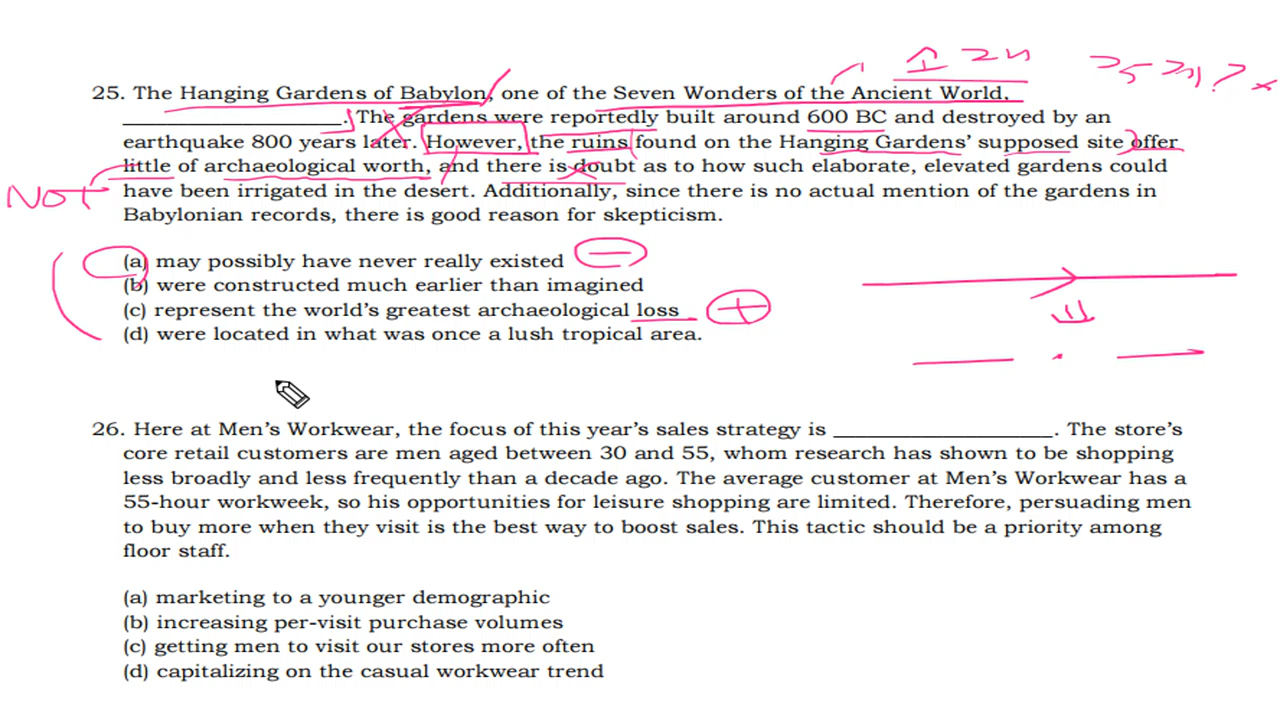 소개
25. The Hanging Gardens of Babylon, one of the Seven Wonders of the Ancient World,
____________________. The gardens were reportedly built around 600 BC and destroyed by an
earthquake 800 years later. However, the ruins found on the Hanging Gardens' supposed site offer
little of archaeological worth, and there is doubt as to how such elaborate, elevated gardens could
NOT
have been irrigated in the desert. Additionally, since there is n actual mention of the gardens in
Babylonian records, there is good reason for skepticism.
(a) may possibly have never really existed
(b) were constructed much earlier than imagined
(c) represent the world's greatest archaeological loss
(d) were located in what was once a lush tropical area.
26. Here at Men's Workwear, the focus of this year's sales strategy is ____________________. The store's
core retail customers are men aged between 30 and 55, whom research has shown to be shopping
less broadly and less frequently than a decade ago. The average customer at Men's Workwear has a
55-hour workweek, so his opportunities for leisure shopping are limited. Therefore, persuading men
to buy more when they visit is the best way to boost sales. This tactic should be a priority among
floor staff.
(a) marketing to a younger demographic
(b) increasing per-visit purchase volumes
(c) getting men to visit our stores more often
(d) capitalizing on the casual workwear trend